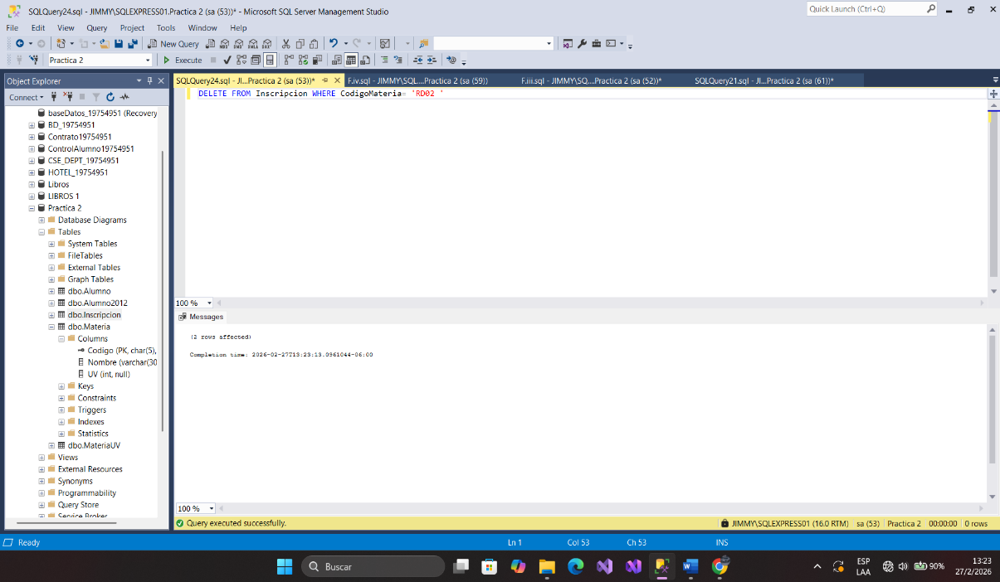 SQLQuery24.sql - JIMMY\SQLEXPRESS01.Practica 2 (sa (53))* - Microsoft SQL Server Management Studio
Quick Launch (Ctrl+Q)
File Edit View Query Project Tools Window Help
New Query
Practica 2
Execute
Object Explorer
SQLQuery24.sql - JI...Practica 2 (sa (53))*
F.iv.sql - JIMMY\SQL....Practica 2 (sa (59))
F.iii.sql - JIMMY\SQ....Practica 2 (sa (52))*
SQLQuery21.sql - JI...Practica 2 (sa (61))*
Connect
DELETE FROM Inscripcion WHERE CodigoMateria= 'RD02 '
baseDatos_19754951 (Recovery
BD_19754951
Contrato19754951
ControlAlumno19754951
CSE_DEPT_19754951
HOTEL_19754951
Libros
LIBROS 1
Practica 2
Database Diagrams
Tables
System Tables
FileTables
External Tables
Graph Tables
dbo.Alumno
dbo.Alumno2012
dbo.Inscripcion
dbo.Materia
Columns
Codigo (PK, char(5),
Nombre (varchar(30
UV (int, null)
Keys
Constraints
Triggers
Indexes
Statistics
dbo.MateriaUV
Views
External Resources
Synonyms
Programmability
Query Store
Service Broker
100 %
Messages
(2 rows affected)
Completion time: 2026-02-27T13:23:13.0961044-06:00
100 %
Query executed successfully.
JIMMY\SQLEXPRESS01 (16.0 RTM) sa (53) Practica 2 00:00:00 0 rows
Ready
Ln 1 Col 53 Ch 53 INS
Buscar
ESP
LAA
90%
13:23
27/2/2026